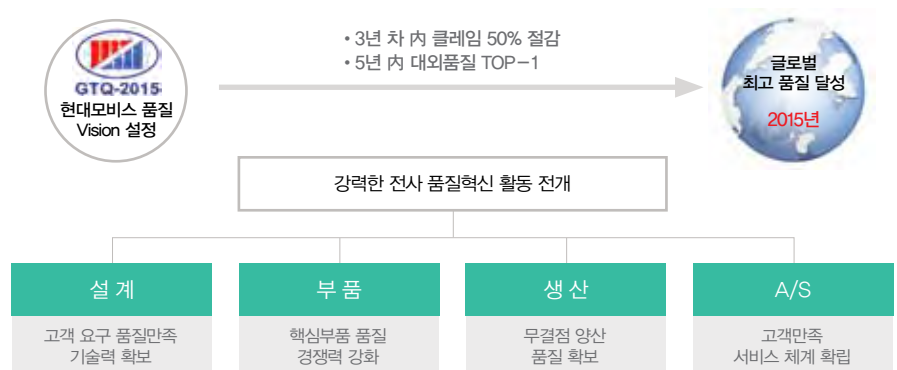 • 3년 차 內 클레임 50% 절감
• 5년 內 대외품질 TOP-1
GTQ-2015
현대모비스 품질
Vision 설정
글로벌
최고 품질 달성
2015년
강력한 전사 품질혁신 활동 전개
설 계
고객 요구 품질만족
기술력 확보
부 품
핵심부품 품질
경쟁력 강화
생 산
무결점 양산
품질 확보
A/S
고객만족
서비스 체계 확립